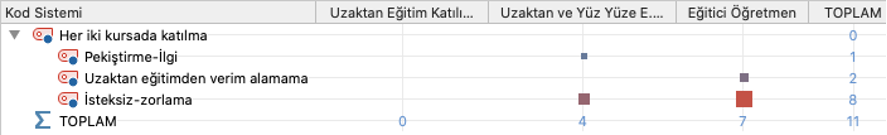 Kod Sistemi Uzaktan Eğitim Katılı... Uzaktan ve Yüz Yüze E.... Eğitici Öğretmen TOPLAM
Her iki kursada katılma 0
Pekiştirme-İlgi 1
Uzaktan eğitimden verim alamama 2
İsteksiz-zorlama 8
Σ TOPLAM 0 4 7 11